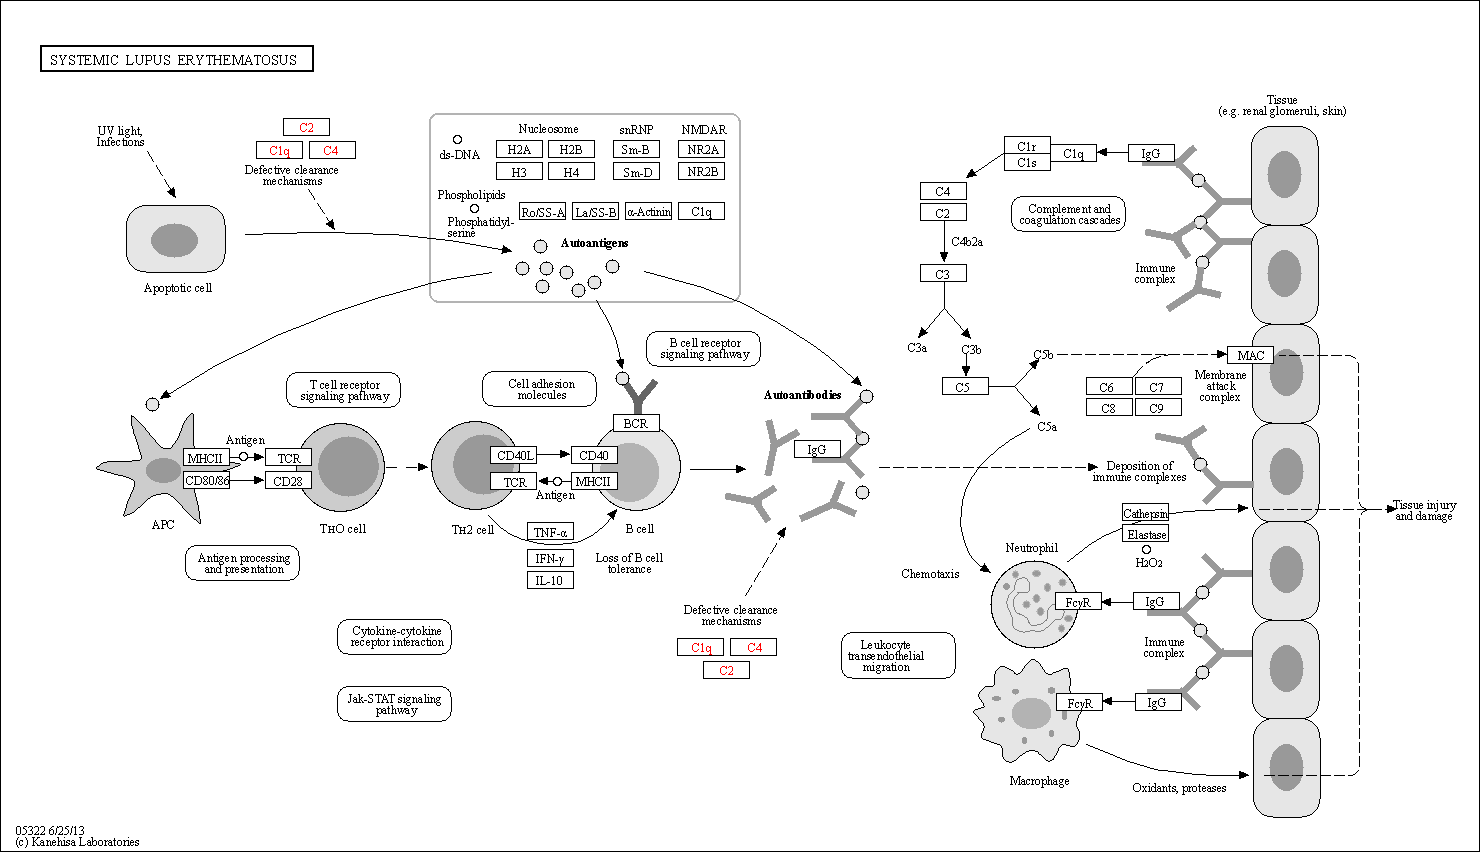 SYSTEMIC LUPUS ERYTHEMATOSUS
UV light,
Infections
C2
C1q
C4
Defective clearance
mechanisms
Apoptotic cell
ds-DNA
Nucleosome
H2A
H2B
H3
H4
snRNP
Sm-B
Sm-D
NMDAR
NR2A
NR2B
Phospholipids
Phosphatidyl-
serine
Ro/SS-A
La/SS-B
α-Actinin
C1q
Autoantigens
B cell receptor
signaling pathway
T cell receptor
signaling pathway
Cell adhesion
molecules
Antigen
MHCII
TCR
CD80/86
CD28
APC
TH0 cell
Antigen processing
and presentation
CD40L
CD40
TCR
MHCII
Antigen
BCR
TH2 cell
B cell
TNF-α
IFN-γ
IL-10
Loss of B cell
tolerance
Cytokine-cytokine
receptor interaction
Jak-STAT signaling
pathway
Autoantibodies
IgG
Defective clearance
mechanisms
C1q
C4
C2
Tissue
(e.g. renal glomeruli, skin)
C1r
C1s
C1q
IgG
C4
C2
C4b2a
C3
Complement and
coagulation cascades
Immune
complex
C3a
C3b
C5
C5b
C5a
C6
C7
C8
C9
MAC
Membrane
attack
complex
Deposition of
immune complexes
Tissue injury
and damage
Cathepsin
Elastase
H2O2
Neutrophil
Chemotaxis
FcγR
IgG
Immune
complex
Leukocyte
transendothelial
migration
FcγR
IgG
Macrophage
Oxidants, proteases
05322 6/25/13
(c) Kanehisa Laboratories